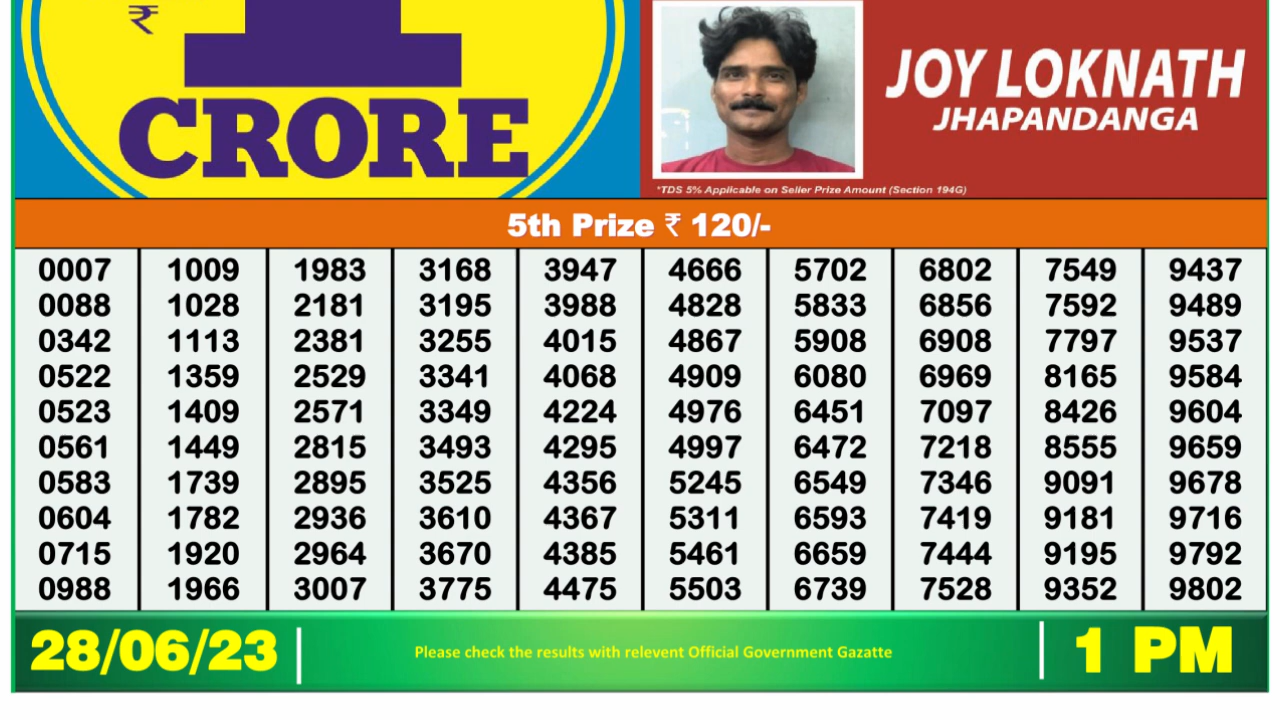 ₹
1
CRORE
JOY LOKNATH
JHAPANDANGA
*TDS 5% Applicable on Seller Prize Amount (Section 194G)
5th Prize ₹ 120/-
0007 1009 1983 3168 3947 4666 5702 6802 7549 9437
0088 1028 2181 3195 3988 4828 5833 6856 7592 9489
0342 1113 2381 3255 4015 4867 5908 6908 7797 9537
0522 1359 2529 3341 4068 4909 6080 6969 8165 9584
0523 1409 2571 3349 4224 4976 6451 7097 8426 9604
0561 1449 2815 3493 4295 4997 6472 7218 8555 9659
0583 1739 2895 3525 4356 5245 6549 7346 9091 9678
0604 1782 2936 3610 4367 5311 6593 7419 9181 9716
0715 1920 2964 3670 4385 5461 6659 7444 9195 9792
0988 1966 3007 3775 4475 5503 6739 7528 9352 9802
28/06/23
Please check the results with relevent Official Government Gazatte
1 PM